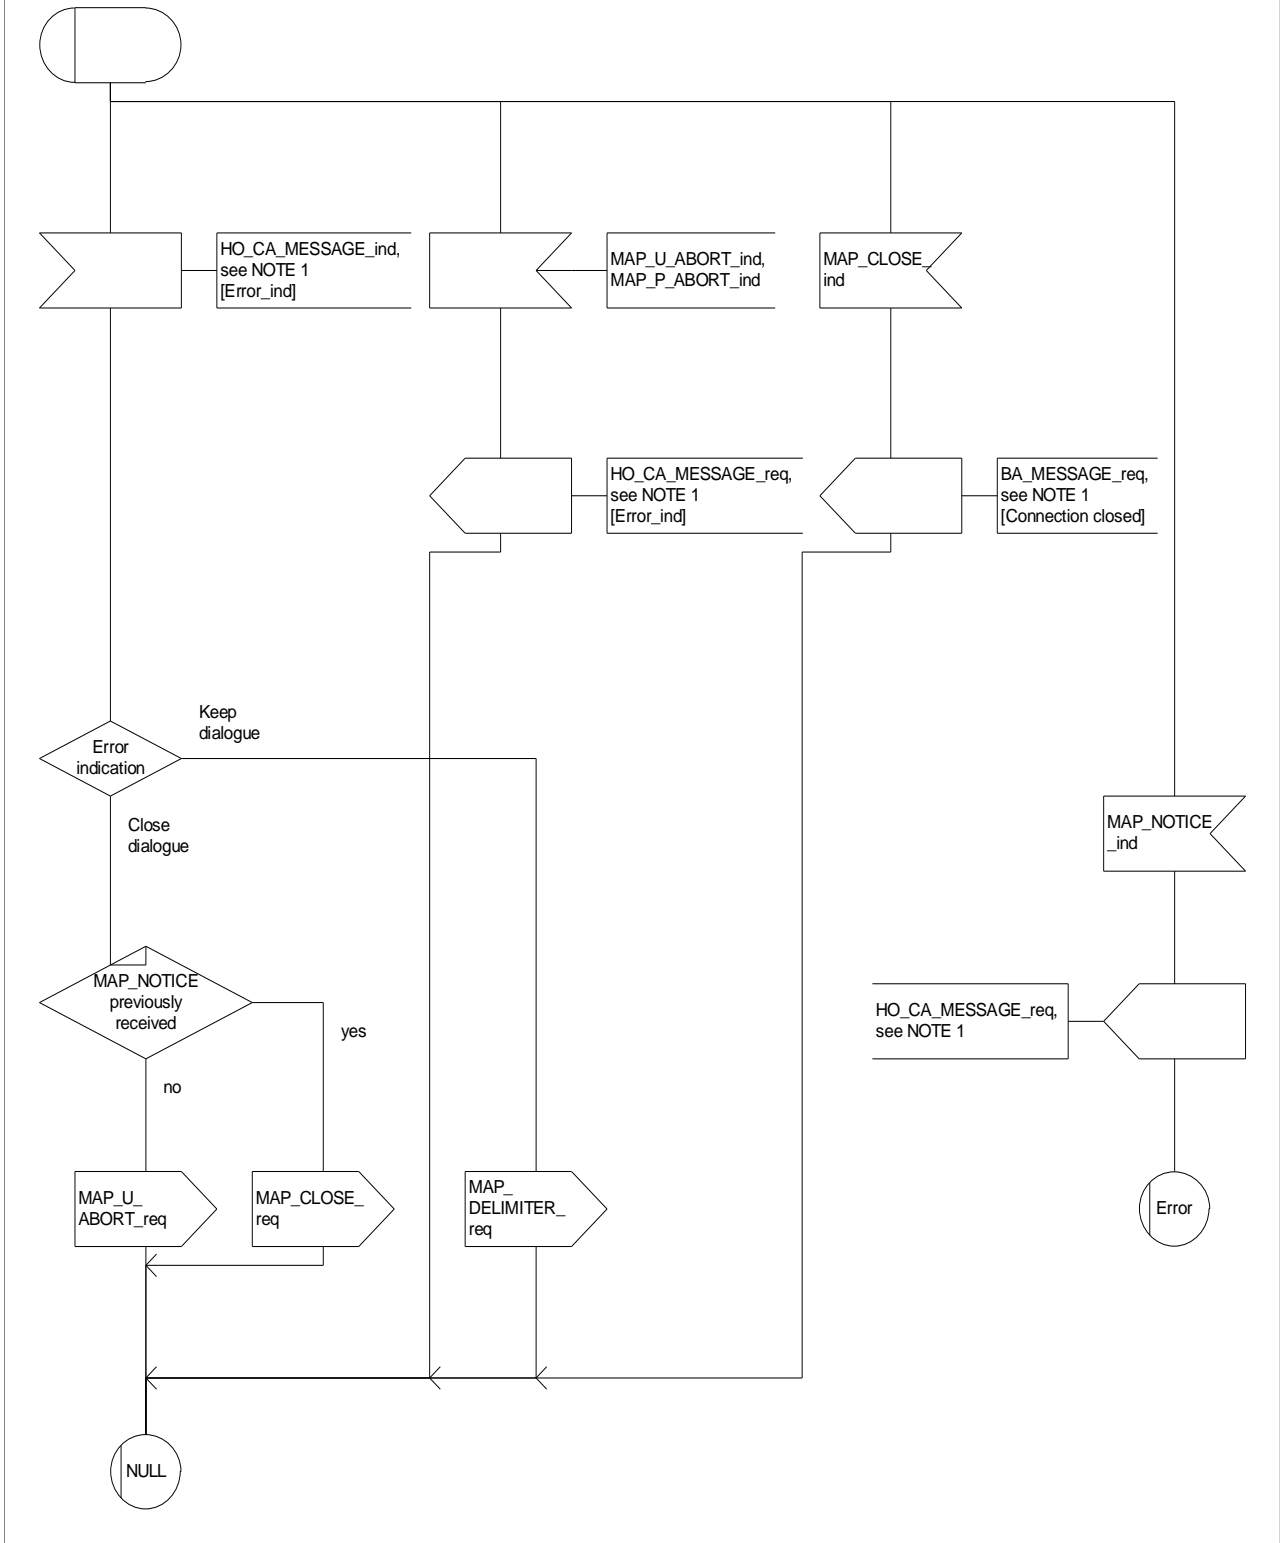 HO_CA_MESSAGE_ind,
see NOTE 1
[Error_ind]
MAP_U_ABORT_ind,
MAP_P_ABORT_ind
MAP_CLOSE_
ind
HO_CA_MESSAGE_req,
see NOTE 1
[Error_ind]
BA_MESSAGE_req,
see NOTE 1
[Connection closed]
Keep
dialogue
Error
indication
Close
dialogue
MAP_NOTICE
_ind
MAP_NOTICE
previously
received
yes
no
HO_CA_MESSAGE_req,
see NOTE 1
MAP_U_
ABORT_req
MAP_CLOSE_
req
MAP_
DELIMITER_
req
Error
NULL